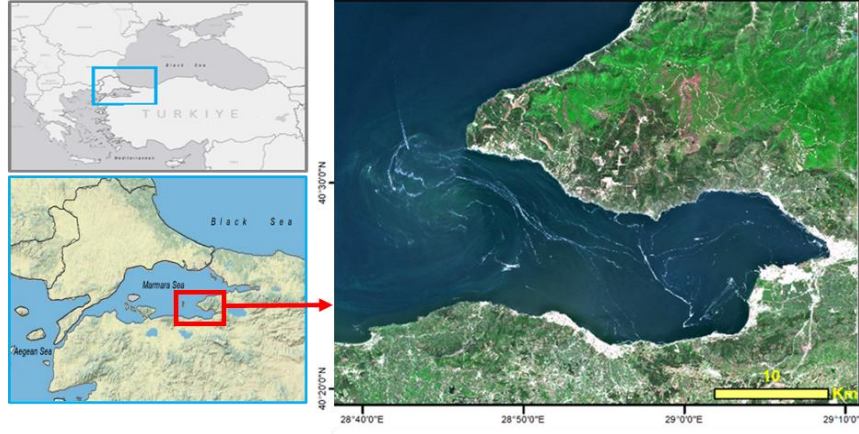 Black Sea
TURKIYE
Mediterranean
Black Sea
Marmara Sea
Aegean Sea
40°30'0"N
40°20'0"N
10
Km
28°40'0"E
28°50'0"E
29°0'0"E
29°10'0"E